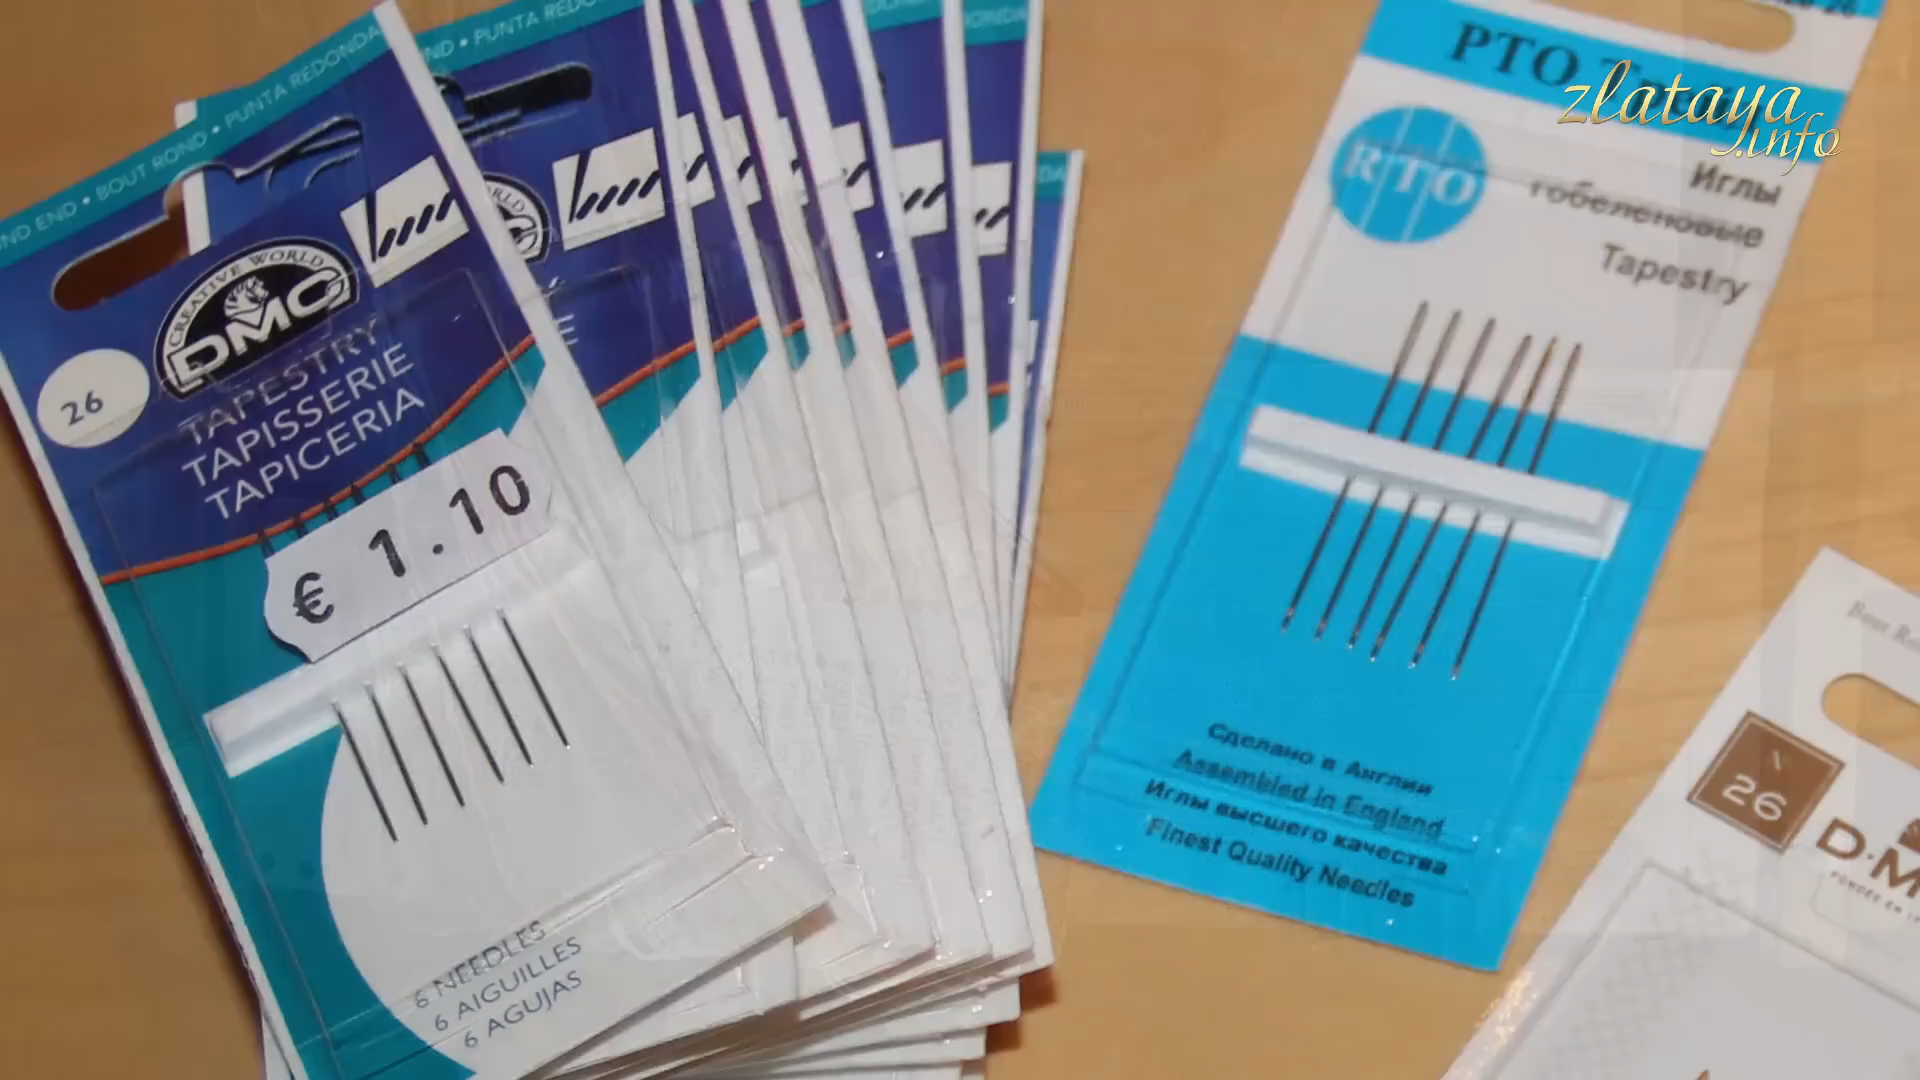 ND END • BOUT ROND • PUNTA REDONDA
CREATIVE WORLD
DMC
26
TAPESTRY
TAPISSERIE
TAPICERIA
€ 1.10
6 NEEDLES
6 AIGUILLES
6 AGUJAS
PUNTA REDO
РТО
zlataya
.info
RTO
Иглы
гобеленовые
Tapestry
Сделано в Англии
Assembled in England
Иглы высшего качества
Finest Quality Needles
26
D·M